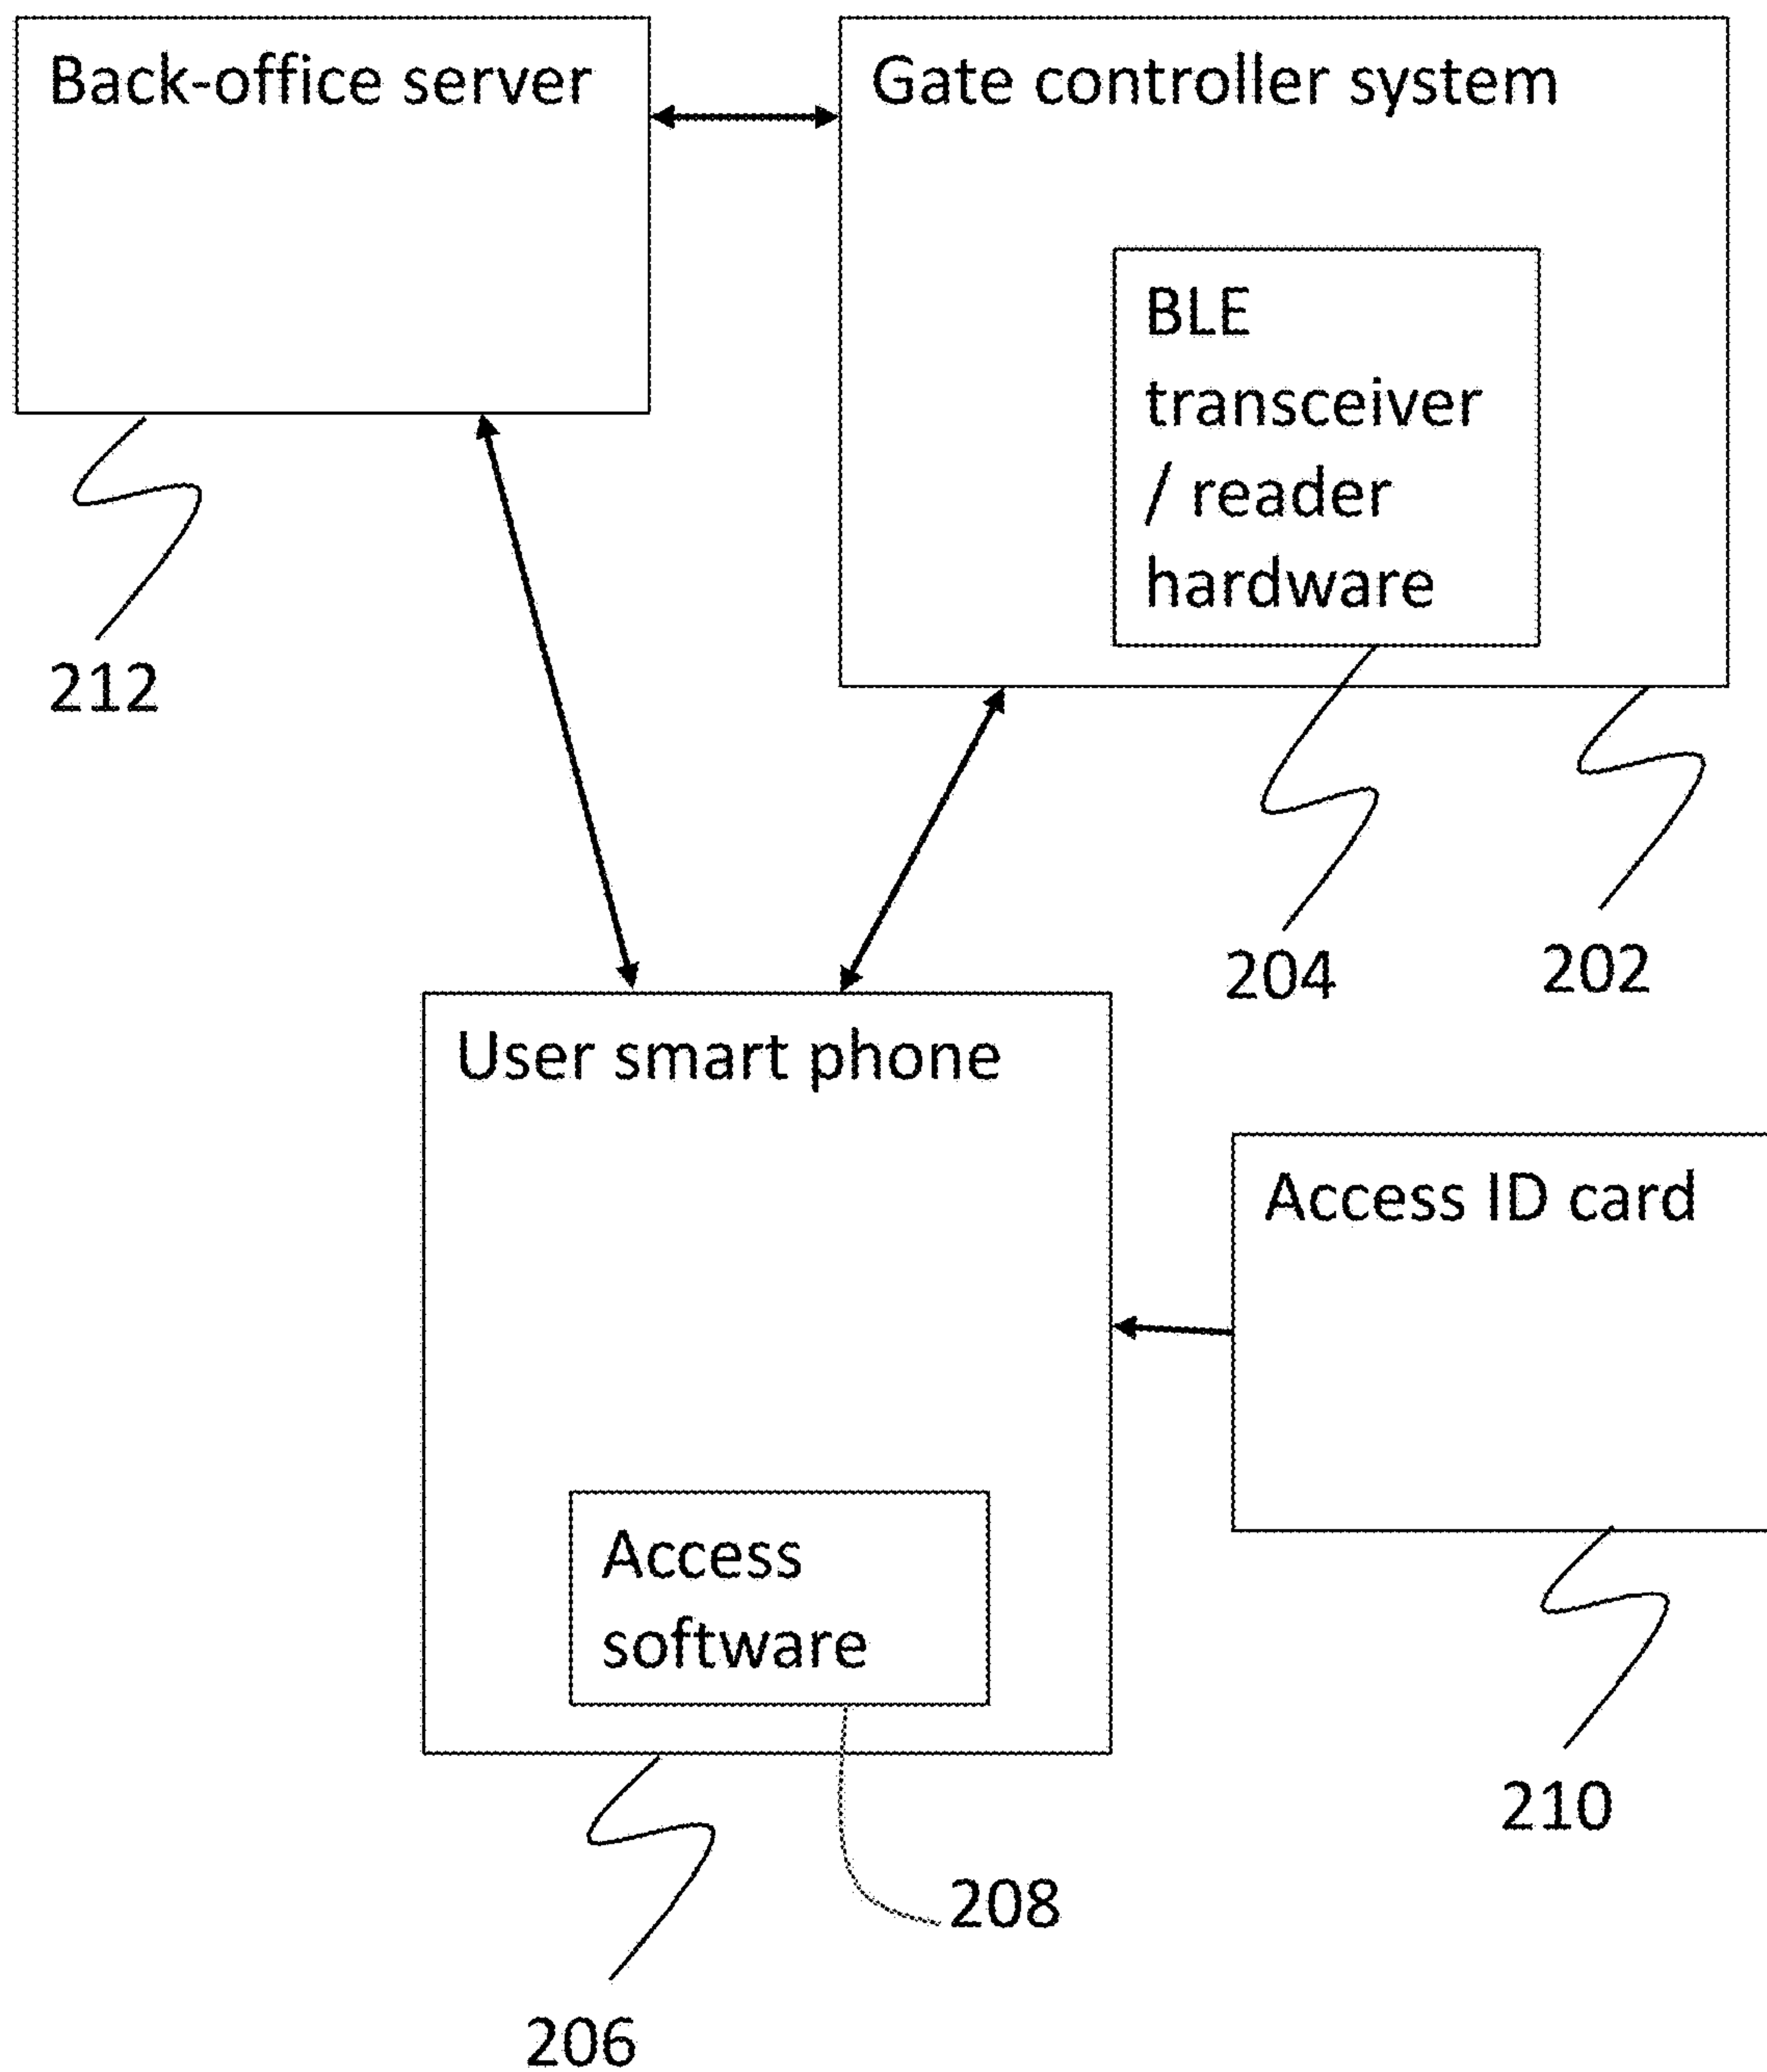 Back-office server
Gate controller system
BLE
transceiver
/ reader
hardware
212
204
202
User smart phone
Access ID card
Access
software
210
208
206